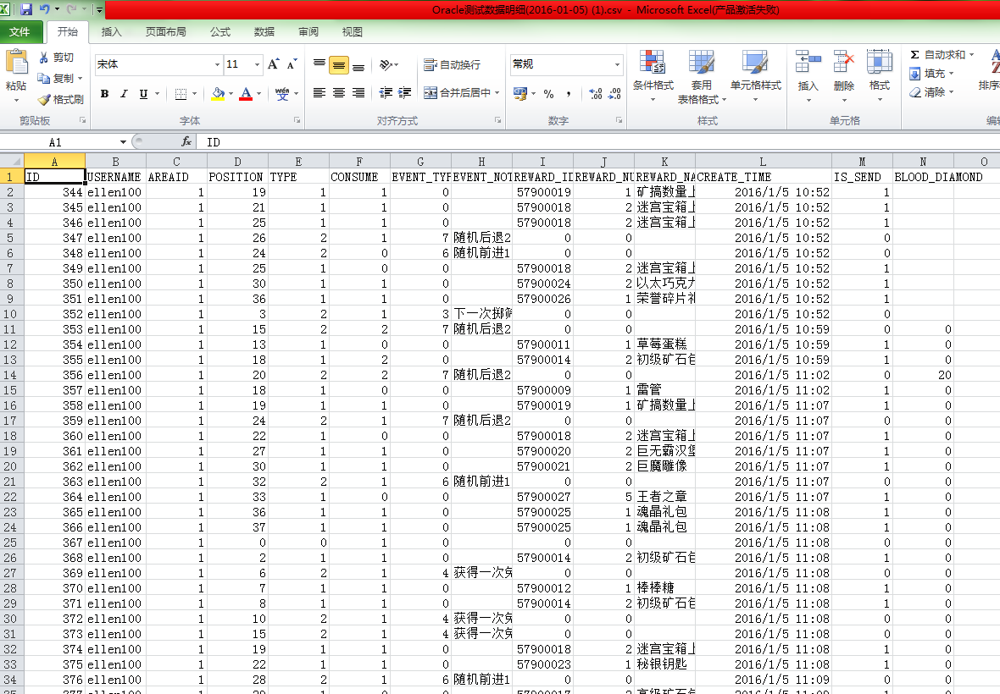 Oracle测试数据明细(2016-01-05) (1).csv - Microsoft Excel(产品激活失败)
文件 开始 插入 页面布局 公式 数据 审阅 视图
粘贴 剪切 复制 格式刷 剪贴板
宋体 11 B I U 字体
自动换行 合并后居中 对齐方式
常规 % , 数字
条件格式 套用表格格式 单元格样式 样式
插入 删除 格式 单元格
Σ 自动求和 填充 清除 排序 编辑
A1 fx ID
A B C D E F G H I J K L M N O
1 ID USERNAME AREAID POSITION TYPE CONSUME EVENT_TYP EVENT_NOT REWARD_ID REWARD_NU REWARD_NA CREATE_TIME IS_SEND BLOOD_DIAMOND
2 344 ellen100 1 19 1 1 0 57900019 1 矿搞数量上 2016/1/5 10:52 1
3 345 ellen100 1 21 1 1 0 57900018 2 迷宫宝箱上 2016/1/5 10:52 1
4 346 ellen100 1 25 1 1 0 57900018 2 迷宫宝箱上 2016/1/5 10:52 1
5 347 ellen100 1 26 2 1 7 随机后退2 0 0 2016/1/5 10:52 0
6 348 ellen100 1 24 2 0 6 随机前进1 0 0 2016/1/5 10:52 0
7 349 ellen100 1 25 1 0 0 57900018 2 迷宫宝箱上 2016/1/5 10:52 1
8 350 ellen100 1 30 1 1 0 57900024 2 以太巧克力 2016/1/5 10:52 1
9 351 ellen100 1 36 1 1 0 57900026 1 荣誉碎片礼 2016/1/5 10:52 1
10 352 ellen100 1 3 2 1 3 下一次掷筛 0 0 2016/1/5 10:52 0
11 353 ellen100 1 15 2 2 7 随机后退2 0 0 2016/1/5 10:59 0 0
12 354 ellen100 1 13 1 0 0 57900011 1 草莓蛋糕 2016/1/5 10:59 1 0
13 355 ellen100 1 18 1 2 0 57900014 2 初级矿石包 2016/1/5 10:59 1 0
14 356 ellen100 1 20 2 2 7 随机后退2 0 0 2016/1/5 11:02 0 20
15 357 ellen100 1 18 1 0 0 57900009 1 雷管 2016/1/5 11:02 1 0
16 358 ellen100 1 19 1 1 0 57900019 1 矿搞数量上 2016/1/5 11:07 1 0
17 359 ellen100 1 24 2 1 7 随机后退2 0 0 2016/1/5 11:07 0 0
18 360 ellen100 1 22 1 0 0 57900018 2 迷宫宝箱上 2016/1/5 11:07 1 0
19 361 ellen100 1 27 1 1 0 57900020 2 巨无霸汉堡 2016/1/5 11:07 1 0
20 362 ellen100 1 30 1 1 0 57900021 2 巨魔雕像 2016/1/5 11:07 1 0
21 363 ellen100 1 32 2 1 6 随机前进1 0 0 2016/1/5 11:07 0 0
22 364 ellen100 1 33 1 0 0 57900027 5 王者之章 2016/1/5 11:07 1 0
23 365 ellen100 1 36 1 1 0 57900025 1 魂晶礼包 2016/1/5 11:08 1 0
24 366 ellen100 1 37 1 1 0 57900025 1 魂晶礼包 2016/1/5 11:08 1 0
25 367 ellen100 1 0 0 1 0 0 0 2016/1/5 11:08 0 0
26 368 ellen100 1 2 1 1 0 57900014 2 初级矿石包 2016/1/5 11:08 1 0
27 369 ellen100 1 6 2 1 4 获得一次免 0 0 2016/1/5 11:08 0 0
28 370 ellen100 1 7 1 1 0 57900012 1 棒棒糖 2016/1/5 11:08 1 0
29 371 ellen100 1 8 1 1 0 57900014 2 初级矿石包 2016/1/5 11:08 1 0
30 372 ellen100 1 10 2 1 4 获得一次免 0 0 2016/1/5 11:08 0 0
31 373 ellen100 1 15 2 1 4 获得一次免 0 0 2016/1/5 11:08 0 0
32 374 ellen100 1 19 1 1 0 57900018 2 迷宫宝箱上 2016/1/5 11:08 1 0
33 375 ellen100 1 22 1 1 0 57900023 1 秘银钥匙 2016/1/5 11:08 1 0
34 376 ellen100 1 28 2 1 6 随机前进1 0 0 2016/1/5 11:09 0 0